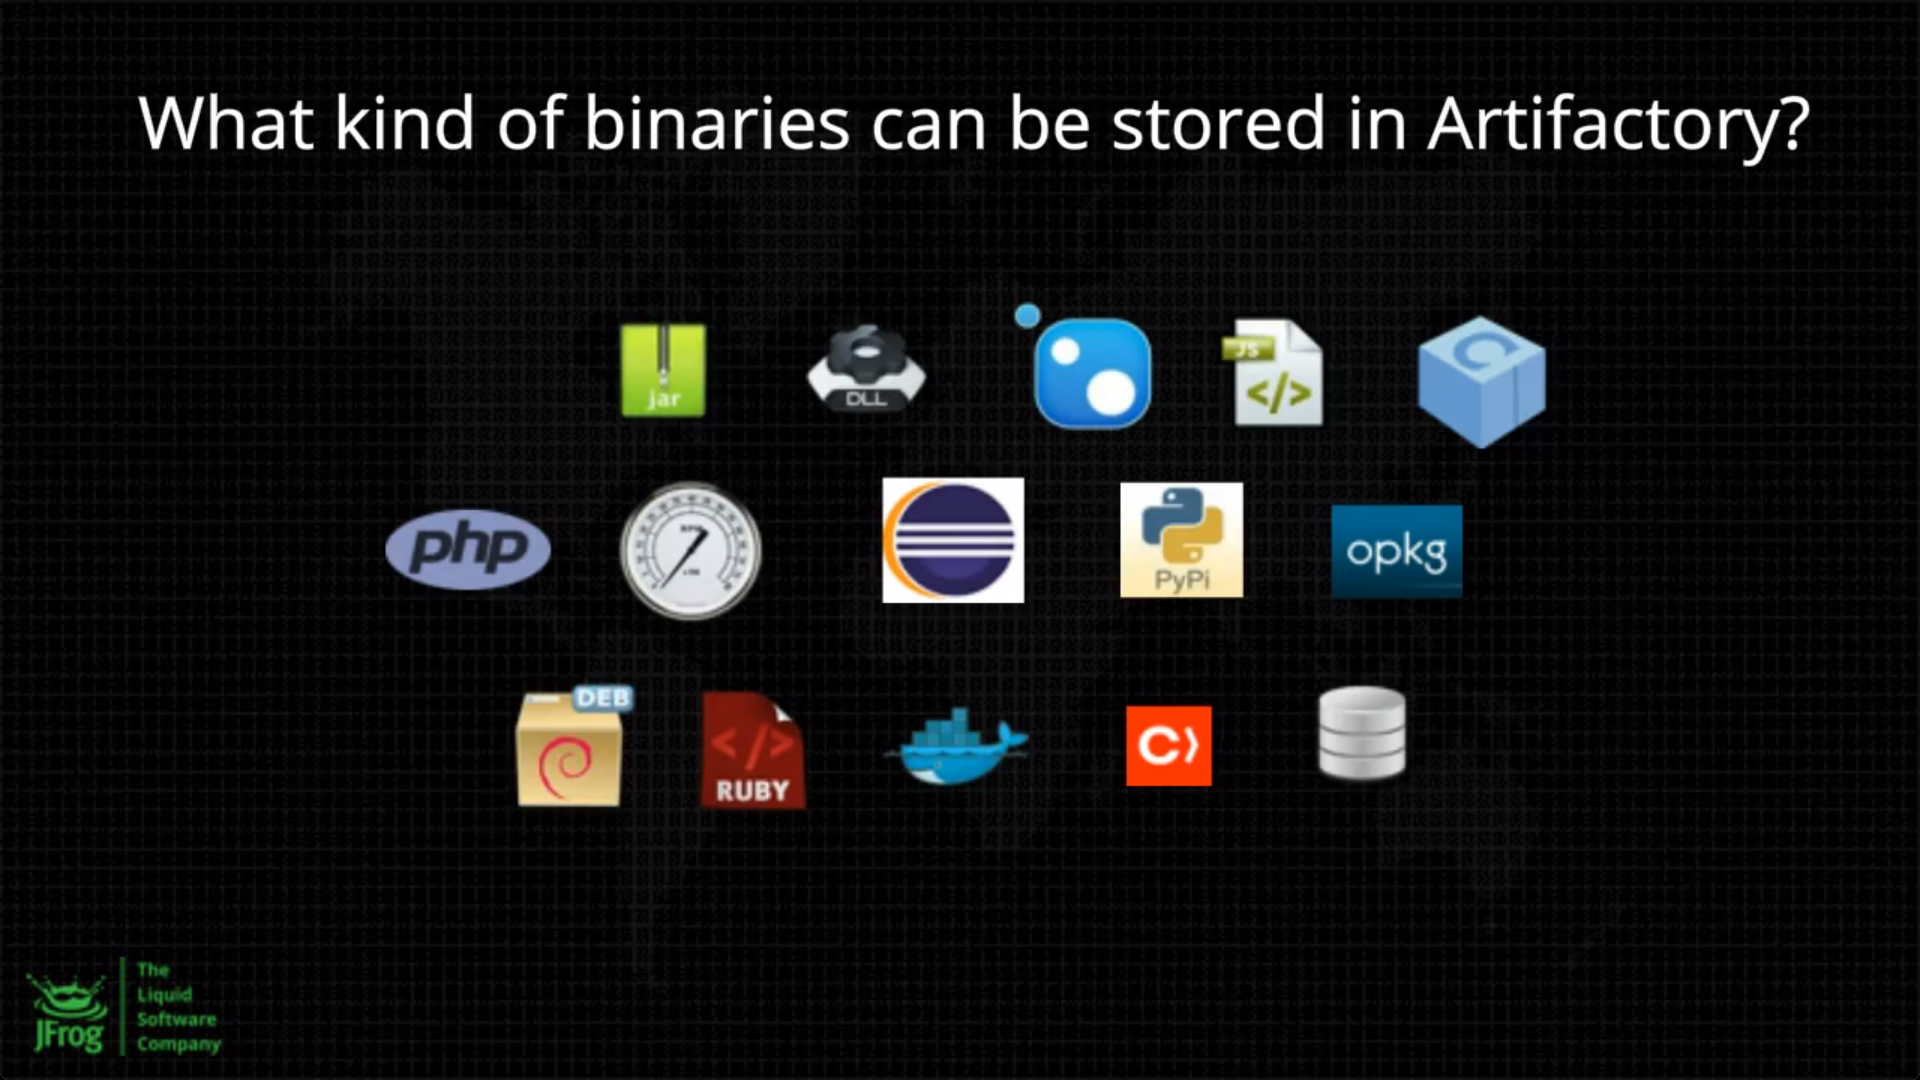 What kind of binaries can be stored in Artifactory?
jar
DLL
JS
</>
php
PyPi
opkg
DEB
</>
RUBY
C)
JFrog
The
Liquid
Software
Company